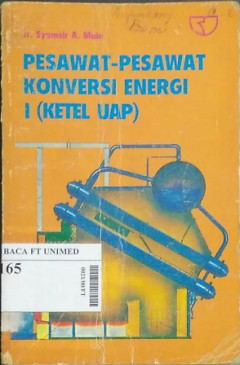 Ir. Syamsir A. Muin
PESAWAT-PESAWAT
KONVERSI ENERGI
I (KETEL UAP)
BACA FT UNIMED
165